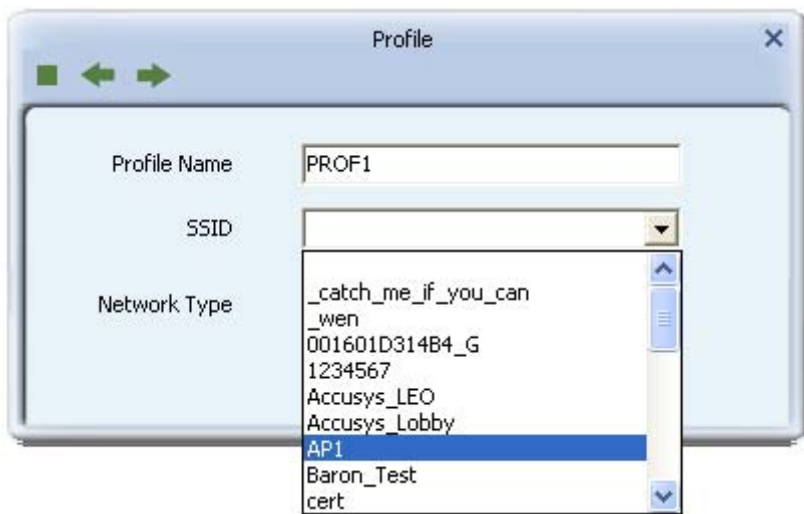 Profile
Profile Name
PROF1
SSID
Network Type
_catch_me_if_you_can
_wen
001601D314B4_G
1234567
Accusys_LEO
Accusys_Lobby
AP1
Baron_Test
cert